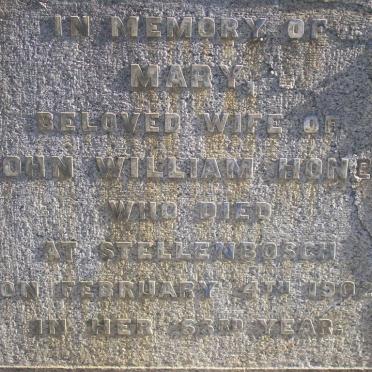 IN MEMORY OF
MARY,
BELOVED WIFE OF
JOHN WILLIAM HONE
WHO DIED
AT STELLENBOSCH
ON FEBRUARY 4TH 1902
IN HER 63RD YEAR.